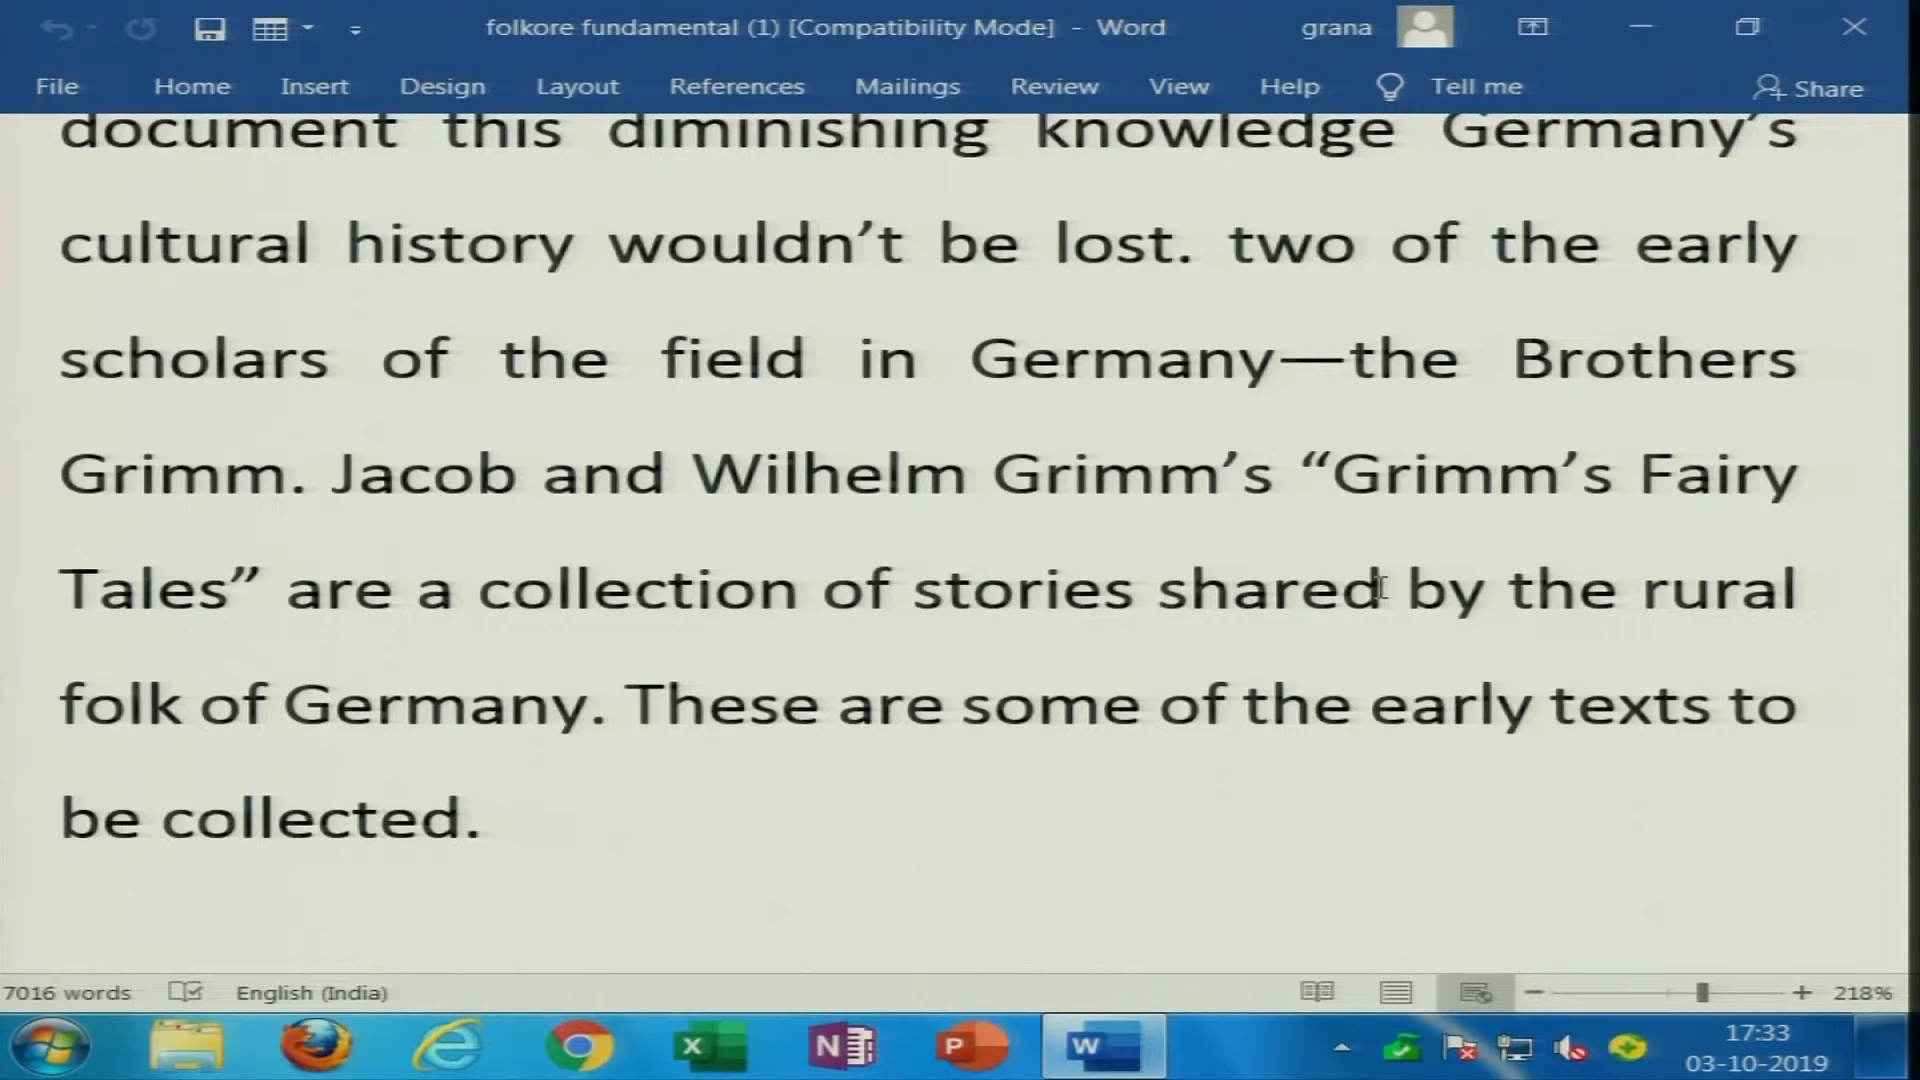 folkore fundamental (1) [Compatibility Mode] - Word grana
File Home Insert Design Layout References Mailings Review View Help Tell me Share
document this diminishing knowledge Germany's
cultural history wouldn't be lost. two of the early
scholars of the field in Germany—the Brothers
Grimm. Jacob and Wilhelm Grimm's “Grimm's Fairy
Tales” are a collection of stories shared by the rural
folk of Germany. These are some of the early texts to
be collected.
7016 words English (India) 218%
17:33
03-10-2019